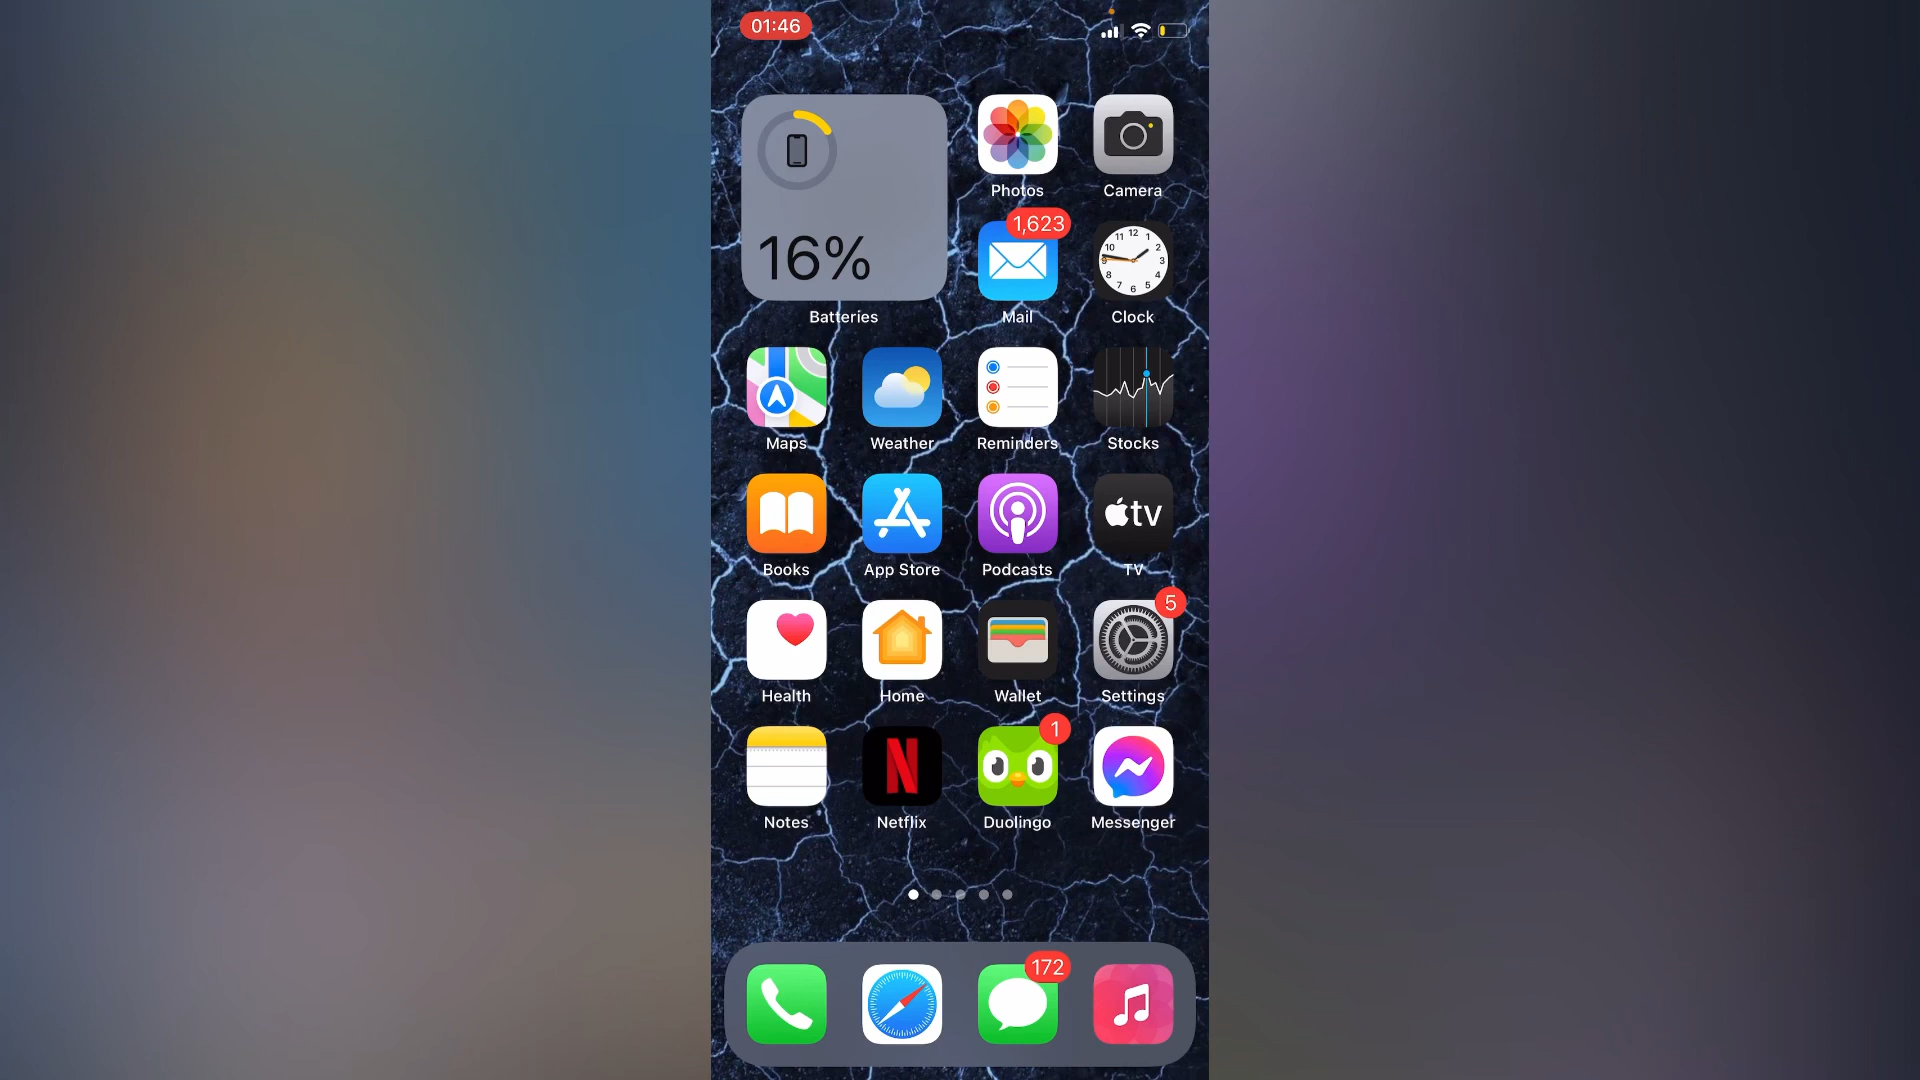 01:46
16%
Batteries
Photos
Camera
1,623
Mail
Clock
Maps
Weather
Reminders
Stocks
Books
App Store
Podcasts
tv
TV
Health
Home
Wallet
5
Settings
Notes
N
Netflix
1
Duolingo
Messenger
172